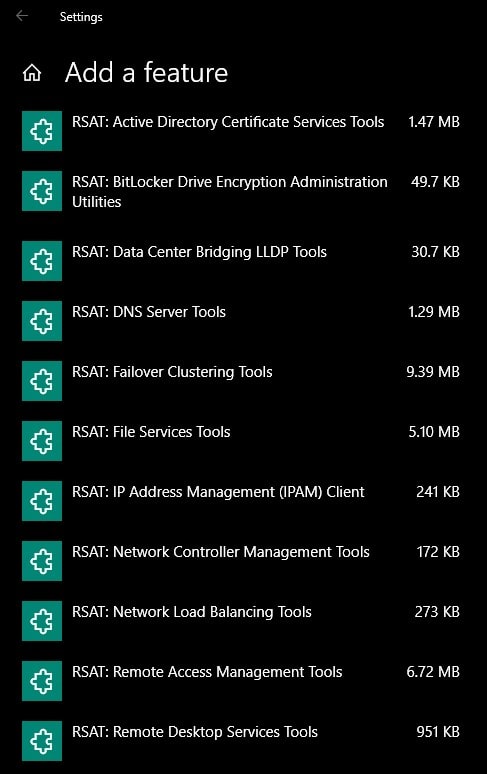 Settings
Add a feature
RSAT: Active Directory Certificate Services Tools 1.47 MB
RSAT: BitLocker Drive Encryption Administration 49.7 KB
Utilities
RSAT: Data Center Bridging LLDP Tools 30.7 KB
RSAT: DNS Server Tools 1.29 MB
RSAT: Failover Clustering Tools 9.39 MB
RSAT: File Services Tools 5.10 MB
RSAT: IP Address Management (IPAM) Client 241 KB
RSAT: Network Controller Management Tools 172 KB
RSAT: Network Load Balancing Tools 273 KB
RSAT: Remote Access Management Tools 6.72 MB
RSAT: Remote Desktop Services Tools 951 KB